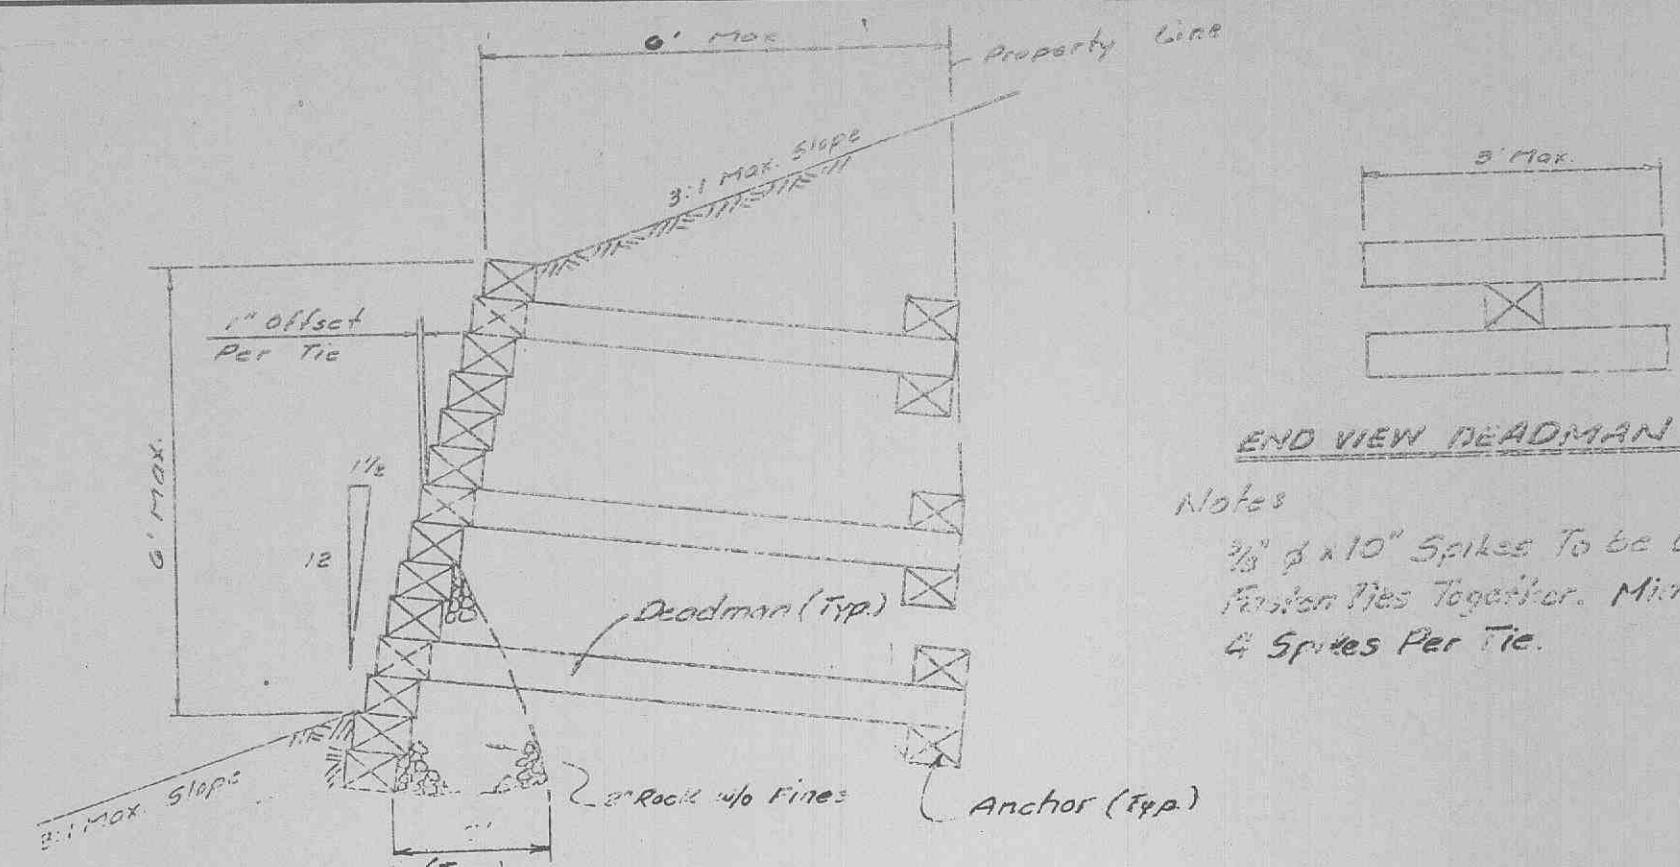 6' Max
Property Line
3:1 Max. Slope
3' Max.
1" Offset
Per Tie
6' Max.
1 1/2
12
END VIEW DEADMAN
Notes
3/8" ø x 10" Spikes To be
Fasten Ties Together.
4 Spikes Per Tie.
Deadman (Typ.)
3:1 Max. Slope
2" Rock w/o Fines
Anchor (Typ.)